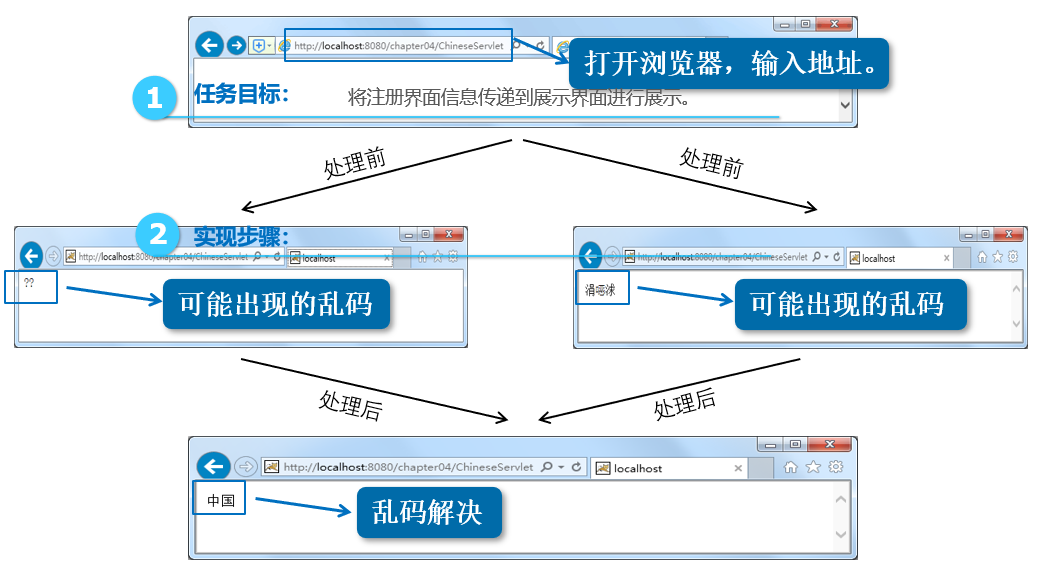 http://localhost:8080/chapter04/ChineseServlet
打开浏览器，输入地址。
1
任务目标：
将注册界面信息传递到展示界面进行展示。
处理前
处理前
2
实现步骤：
http://localhost:8080/chapter04/ChineseServlet
localhost
http://localhost:8080/chapter04/ChineseServlet
localhost
??
可能出现的乱码
涓浗
可能出现的乱码
处理后
处理后
http://localhost:8080/chapter04/ChineseServlet
localhost
中国
乱码解决